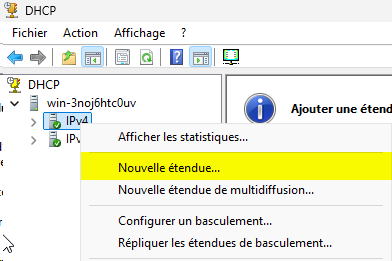 DHCP
Fichier Action Affichage ?
DHCP
win-3noj6htc0uv
IPv4
IPv
Ajouter une étend
Afficher les statistiques...
Nouvelle étendue...
Nouvelle étendue de multidiffusion...
Configurer un basculement...
Répliquer les étendues de basculement...